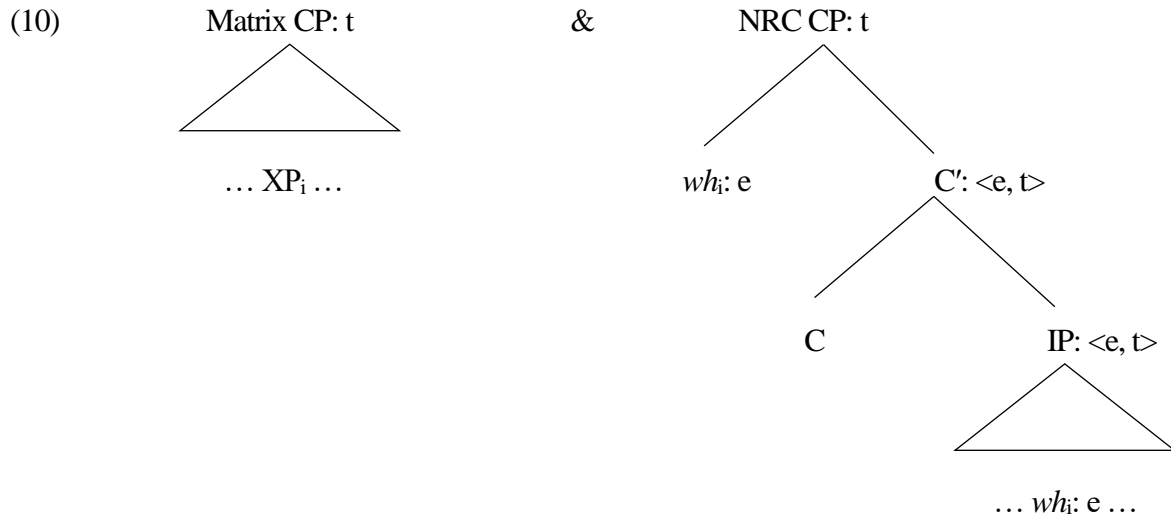 (10) Matrix CP: t & NRC CP: t
… XPi … whi: e C′: <e, t>
C IP: <e, t>
… whi: e …